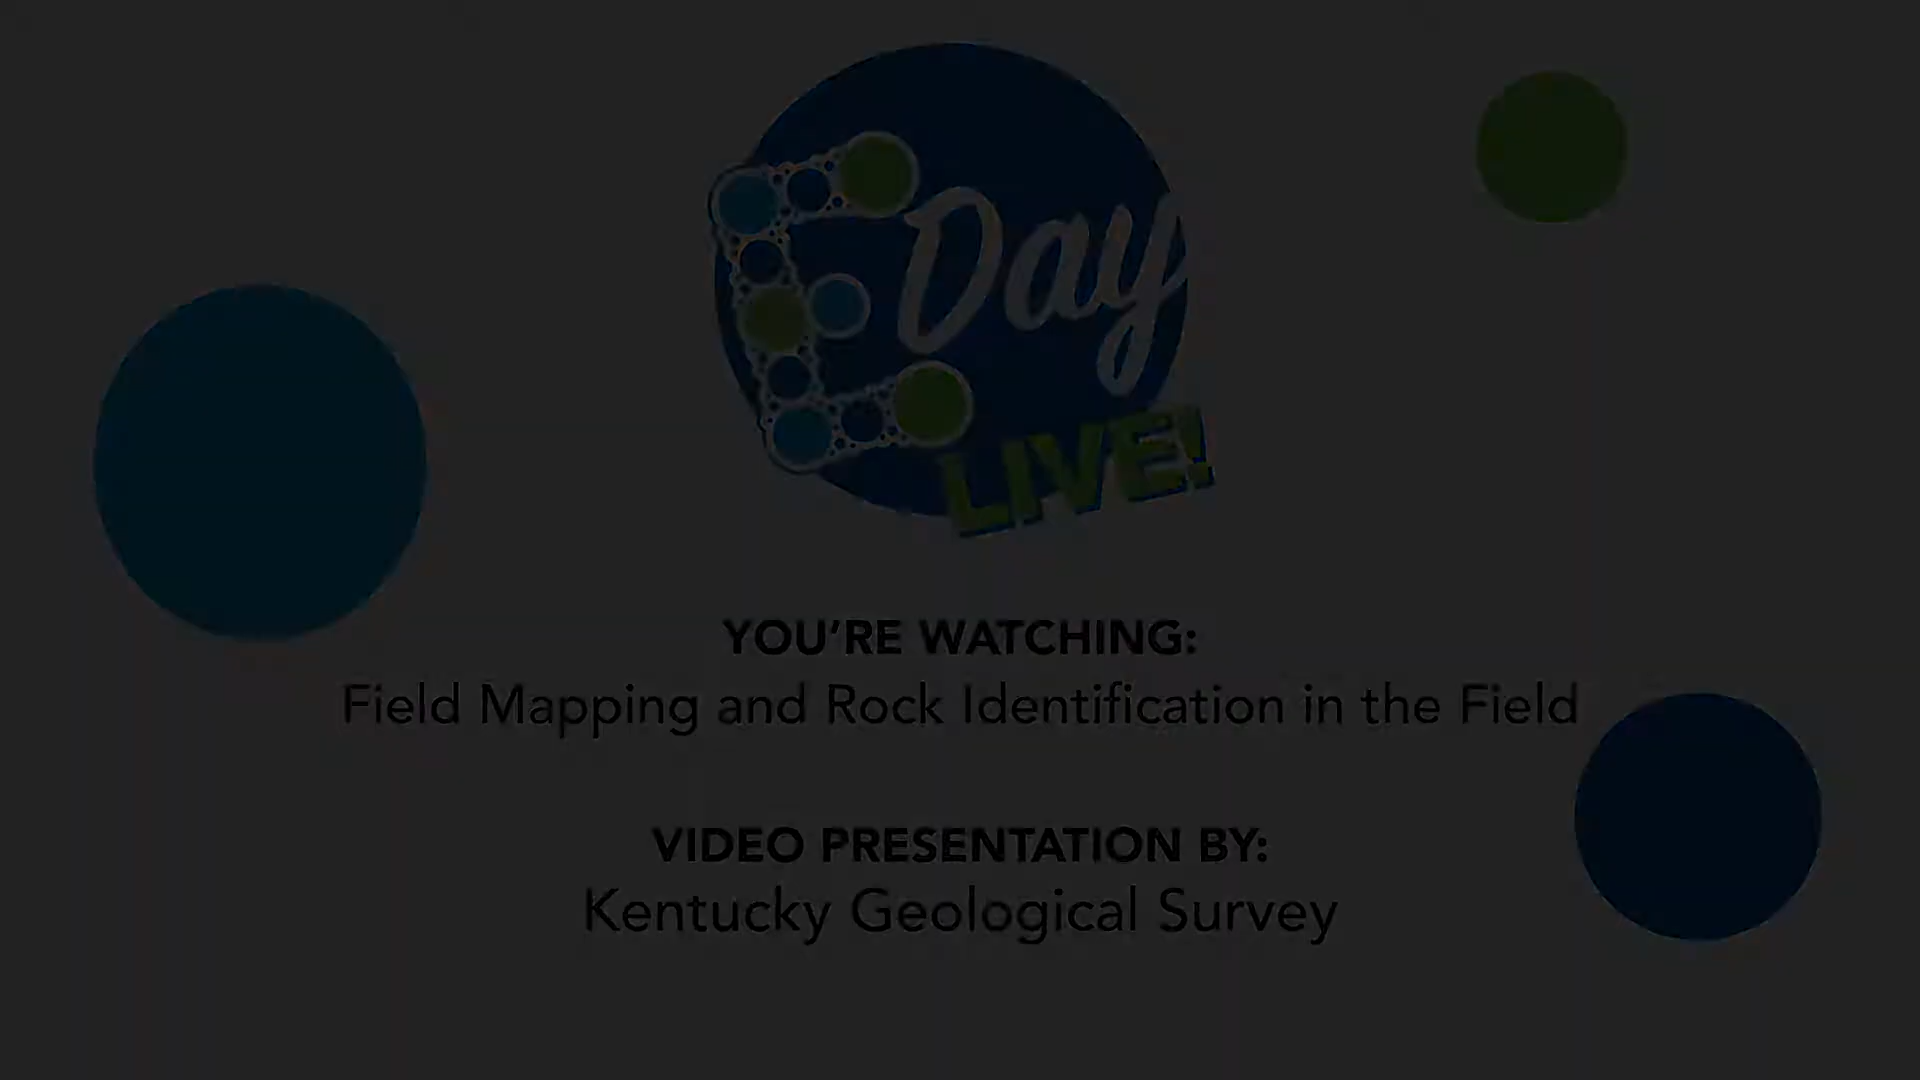 E Day
LIVE!
YOU'RE WATCHING:
Field Mapping and Rock Identification in the Field
VIDEO PRESENTATION BY:
Kentucky Geological Survey